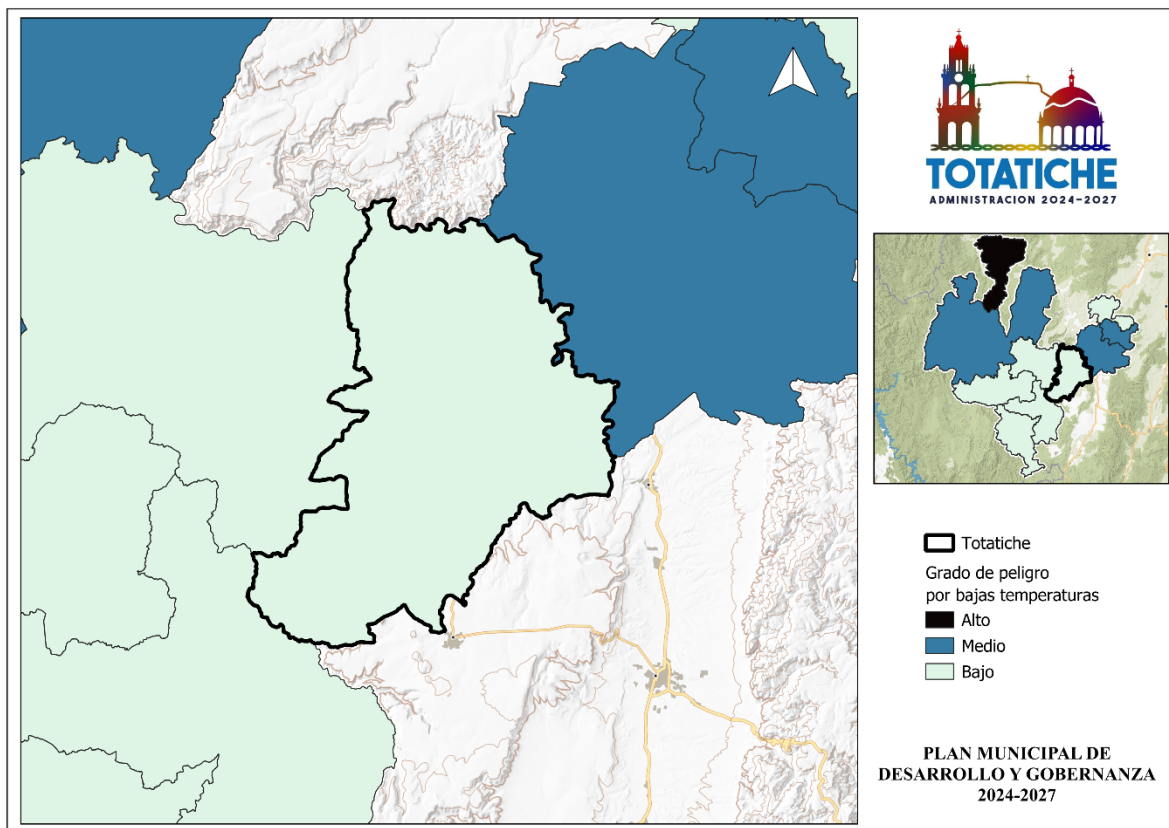 TOTATICHE
ADMINISTRACION 2024-2027
Totatiche
Grado de peligro
por bajas temperaturas
Alto
Medio
Bajo
PLAN MUNICIPAL DE
DESARROLLO Y GOBERNANZA
2024-2027